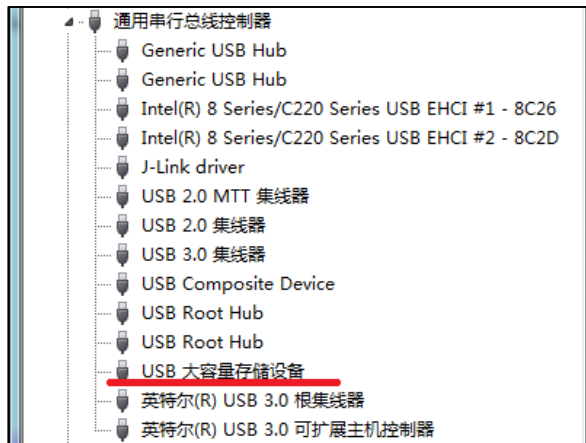 通用串行总线控制器
Generic USB Hub
Generic USB Hub
Intel(R) 8 Series/C220 Series USB EHCI #1 - 8C26
Intel(R) 8 Series/C220 Series USB EHCI #2 - 8C2D
J-Link driver
USB 2.0 MTT 集线器
USB 2.0 集线器
USB 3.0 集线器
USB Composite Device
USB Root Hub
USB Root Hub
USB 大容量存储设备
英特尔(R) USB 3.0 根集线器
英特尔(R) USB 3.0 可扩展主机控制器